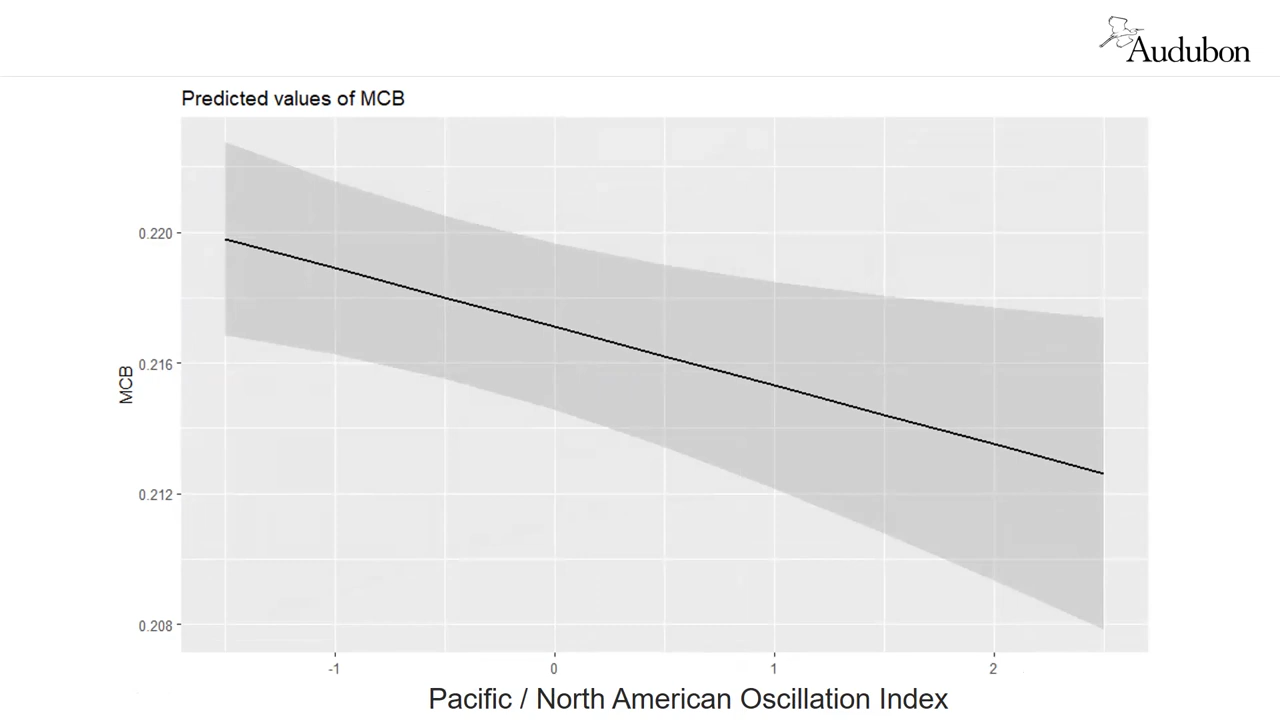 Audubon
Predicted values of MCB
0.220
0.216
MCB
0.212
0.208
-1 0 1 2
Pacific / North American Oscillation Index